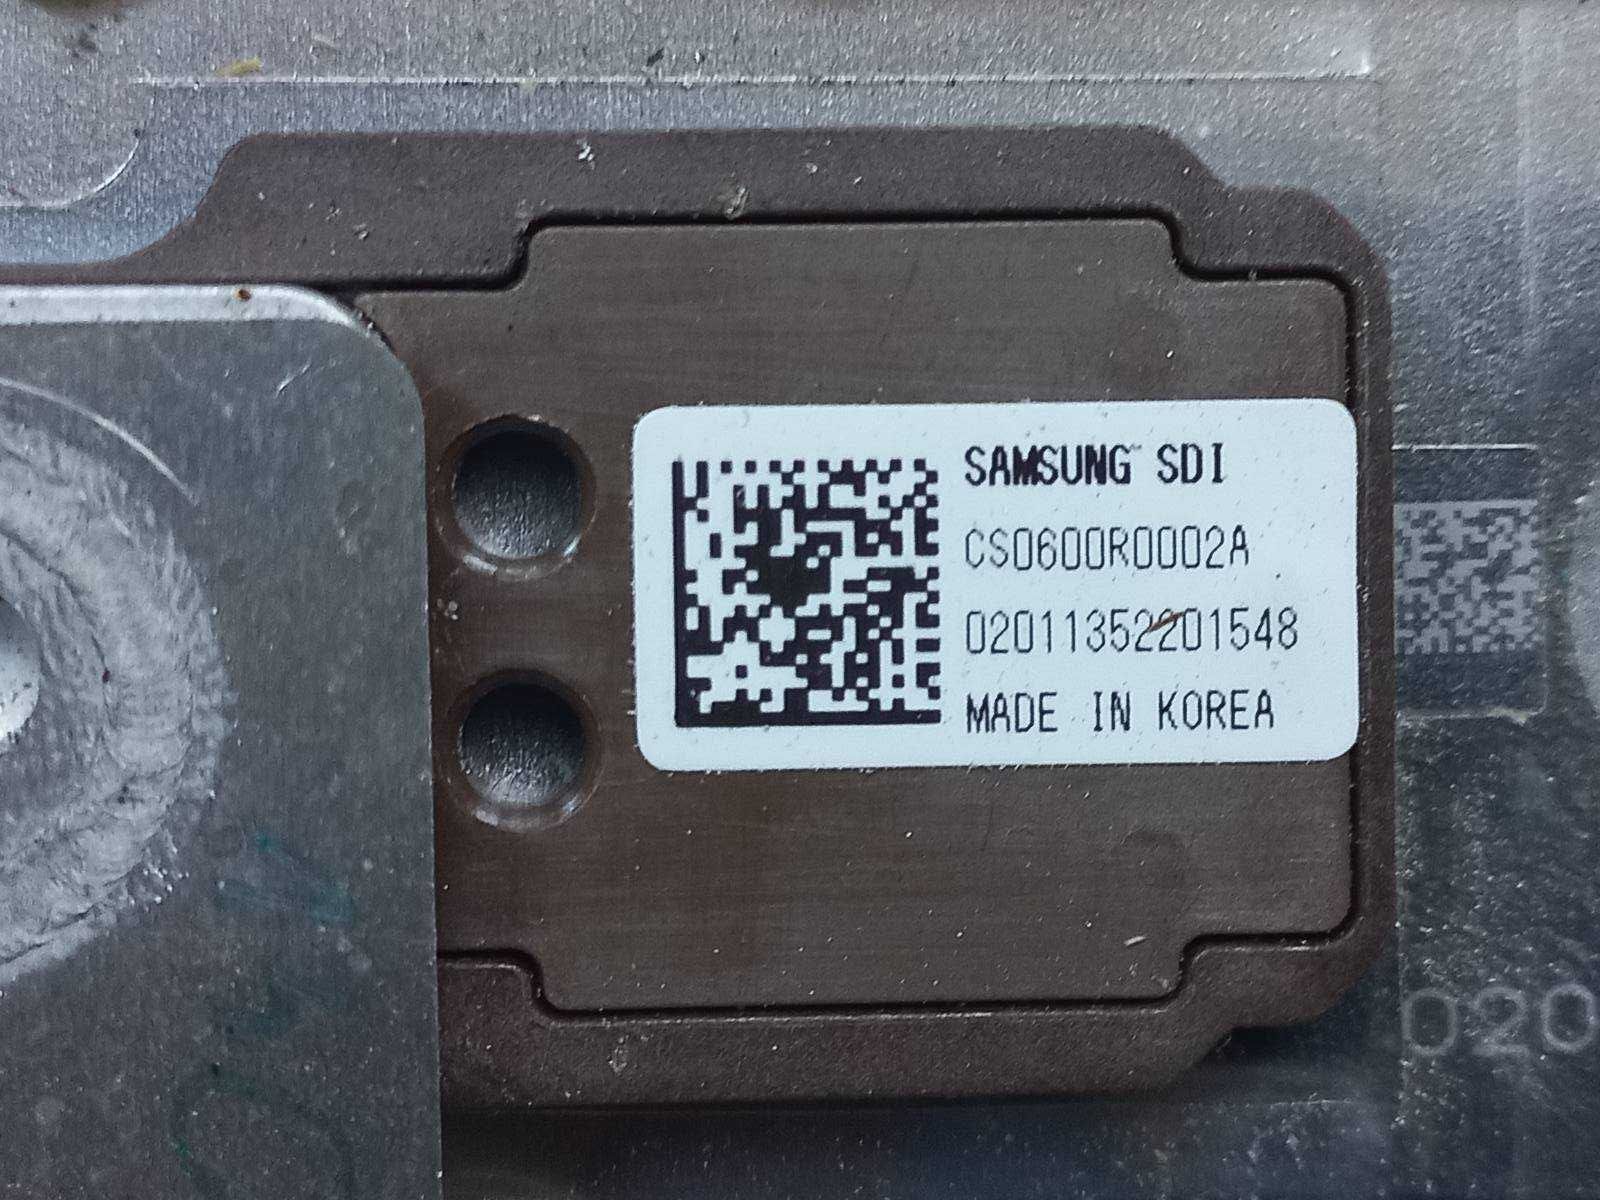 SAMSUNG SDI
CS0600R0002A
02011352201548
MADE IN KOREA
020